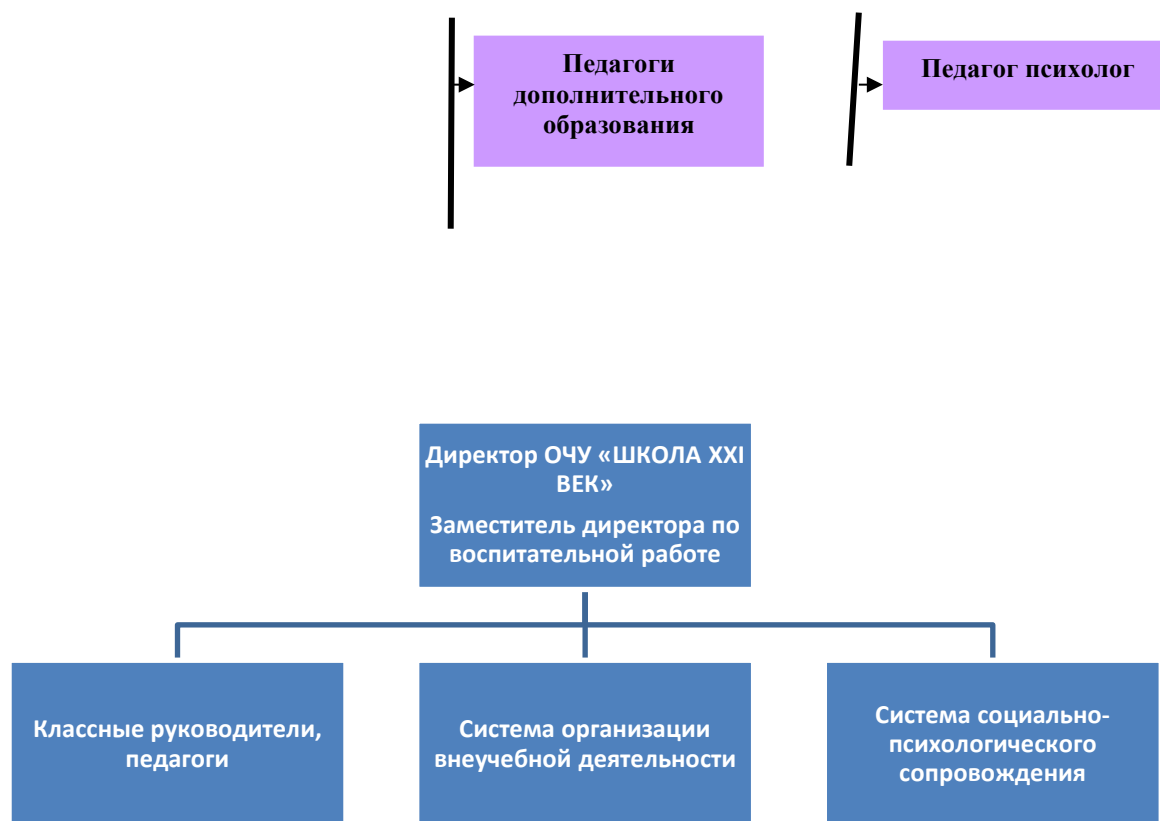 Педагоги
дополнительного
образования
Педагог психолог
Директор ОЧУ «ШКОЛА XXI
ВЕК»
Заместитель директора по
воспитательной работе
Классные руководители,
педагоги
Система организации
внеучебной деятельности
Система социально-
психологического
сопровождения